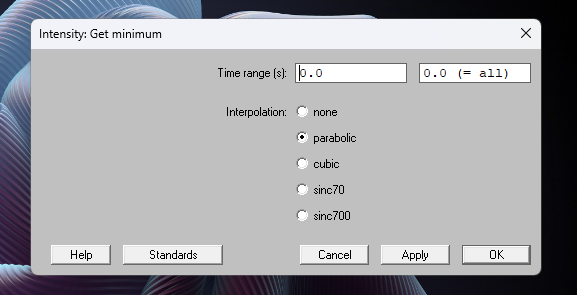 Intensity: Get minimum
Time range (s): 0.0 0.0 (= all)
Interpolation: none
parabolic
cubic
sinc70
sinc700
Help Standards Cancel Apply OK